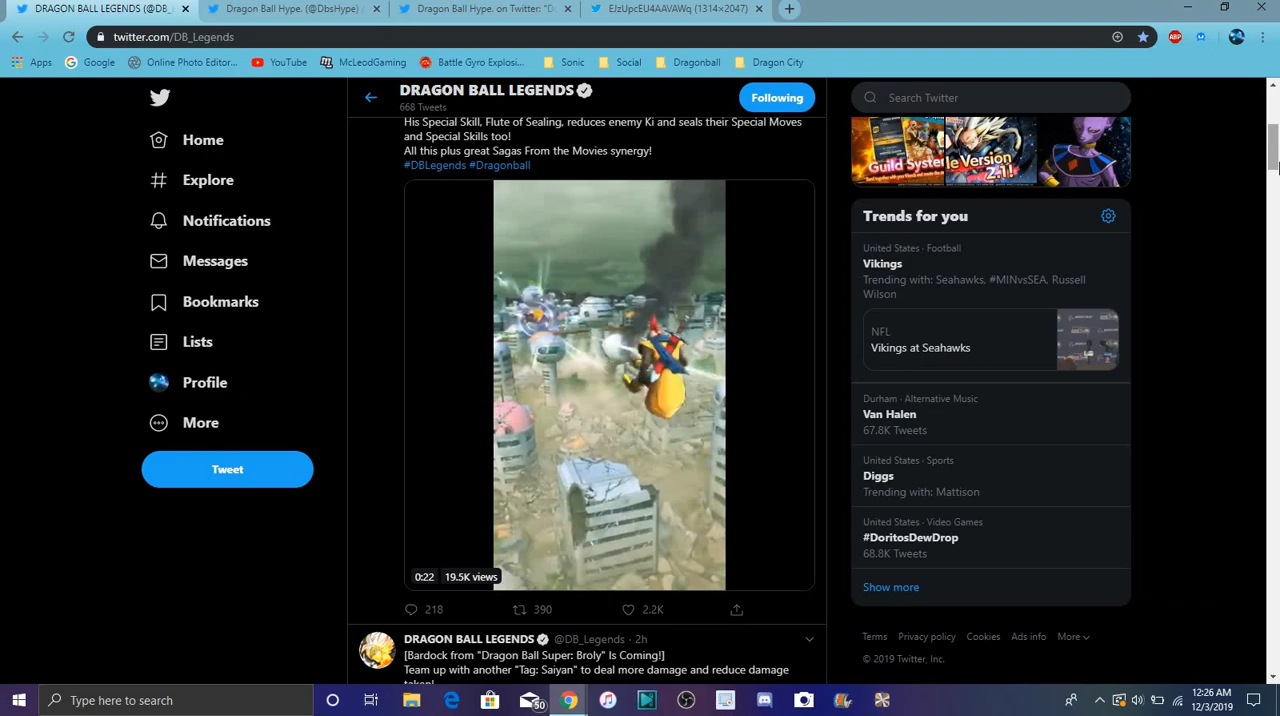 DRAGON BALL LEGENDS (@DB_
Dragon Ball Hype. (@DbsHype) /
Dragon Ball Hype. on Twitter: "D
EJzUpcEU4AAVAWq (1314×2047)
twitter.com/DB_Legends
Apps
Google
Online Photo Editor...
YouTube
McLeodGaming
Battle Gyro Explosi...
Sonic
Social
Dragonball
Dragon City
Home
Explore
Notifications
Messages
Bookmarks
Lists
Profile
More
Tweet
DRAGON BALL LEGENDS
668 Tweets
Following
His Special Skill, Flute of Sealing, reduces enemy Ki and seals their Special Moves
and Special Skills too!
All this plus great Sagas From the Movies synergy!
#DBLegends #Dragonball
0:22 19.5K views
218 390 2.2K
DRAGON BALL LEGENDS @DB_Legends · 2h
[Bardock from "Dragon Ball Super: Broly" Is Coming!]
Team up with another "Tag: Saiyan" to deal more damage and reduce damage
taken!
Search Twitter
Guild System
le Version
2.1!
Trends for you
United States · Football
Vikings
Trending with: Seahawks, #MINvsSEA, Russell
Wilson
NFL
Vikings at Seahawks
Durham · Alternative Music
Van Halen
67.8K Tweets
United States · Sports
Diggs
Trending with: Mattison
United States · Video Games
#DoritosDewDrop
68.8K Tweets
Show more
Terms Privacy policy Cookies Ads info More
© 2019 Twitter, Inc.
Type here to search
50
12:26 AM
12/3/2019